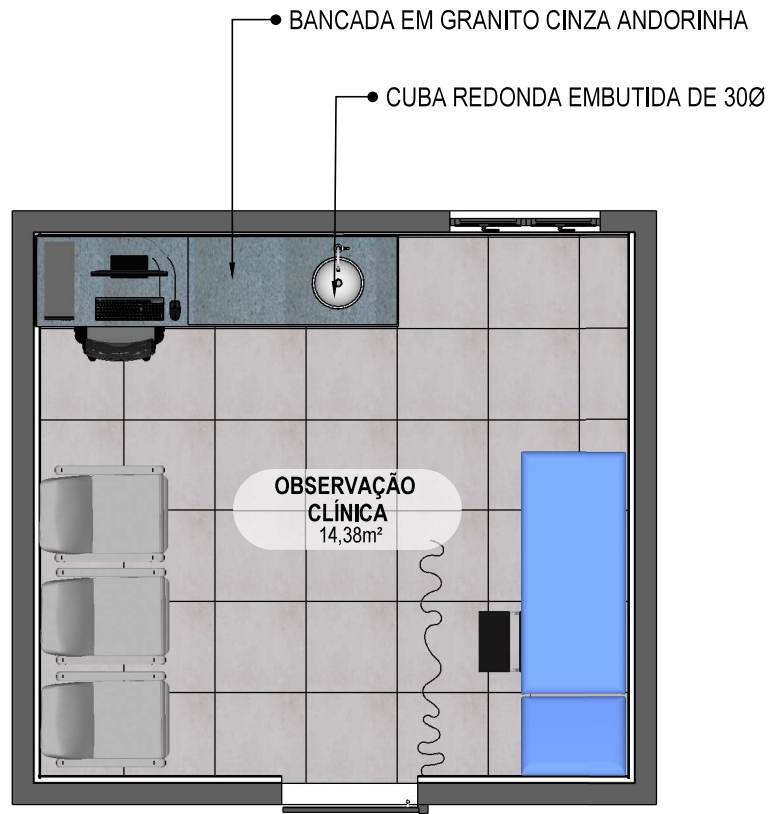 BANCADA EM GRANITO CINZA ANDORINHA
CUBA REDONDA EMBUTIDA DE 30Ø
OBSERVAÇÃO
CLÍNICA
14,38m²